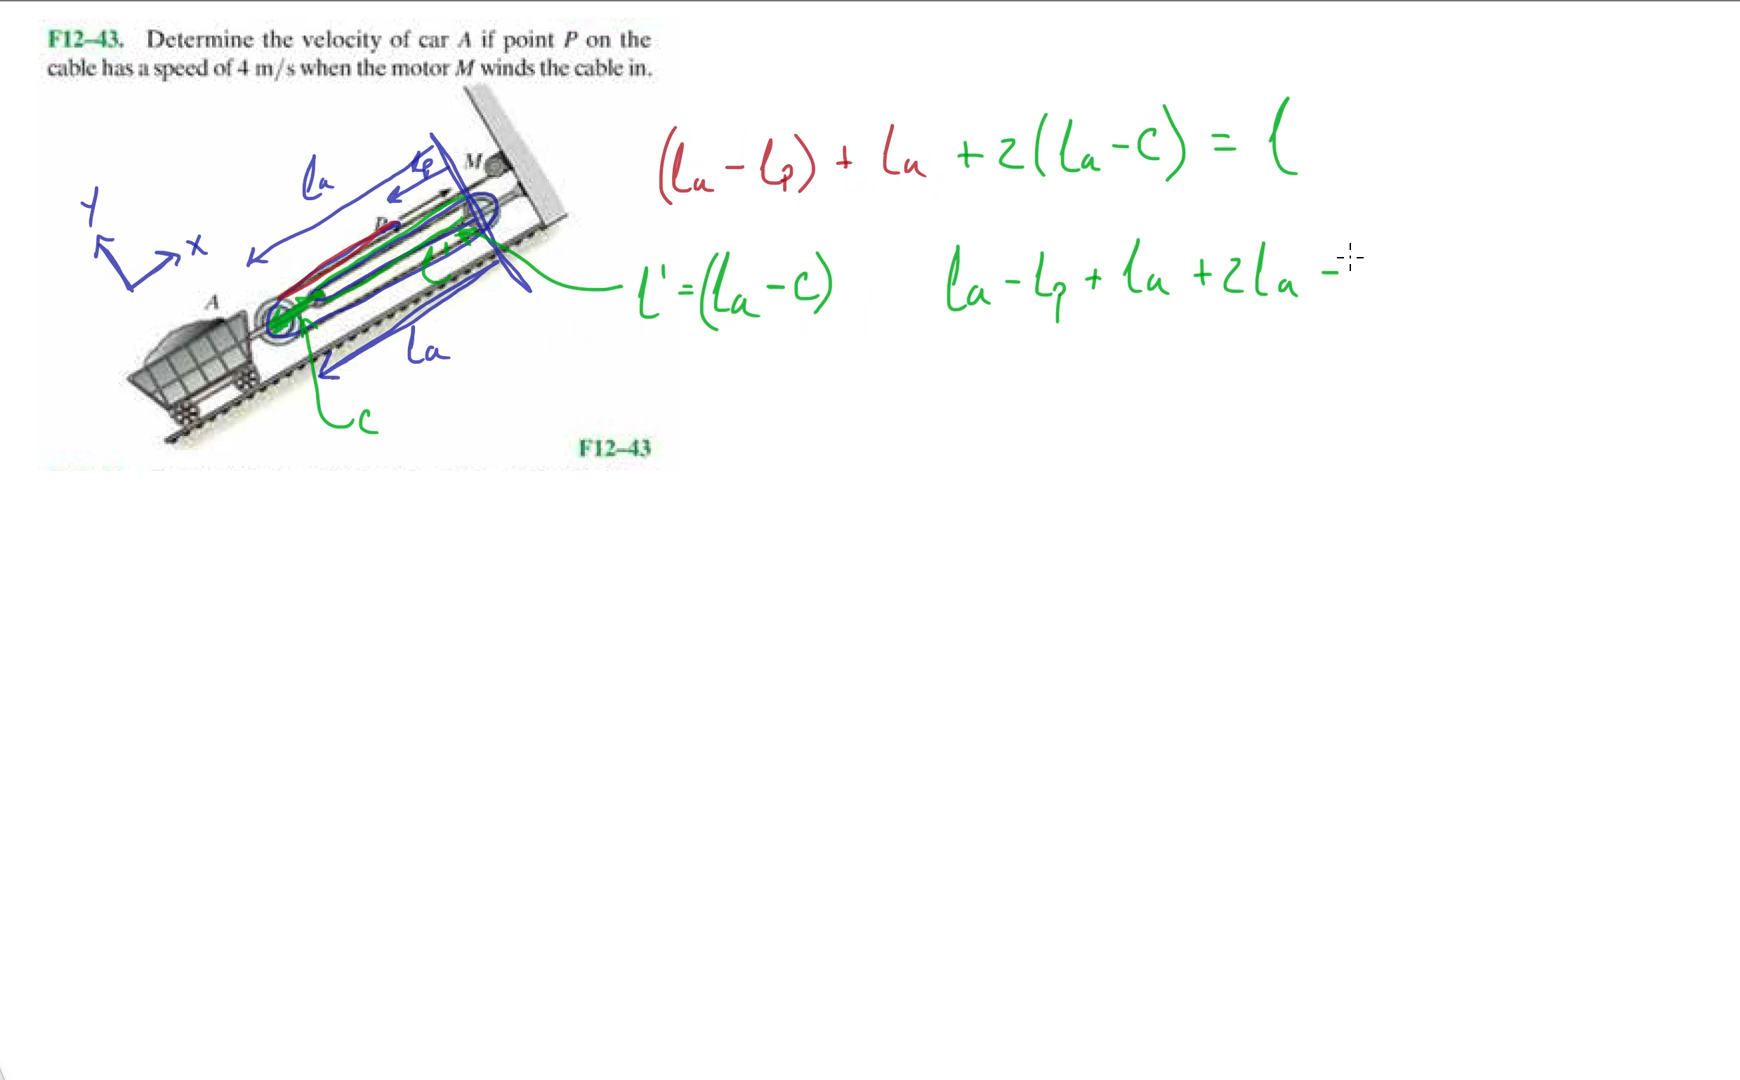 F12–43. Determine the velocity of car A if point P on the
cable has a speed of 4 m/s when the motor M winds the cable in.
(La - Lp) + La + 2(La - C) = L
La
Lp
M
Y
X
P
L'
L' = (La - C)
La - Lp + La + 2La -
A
La
C
F12–43